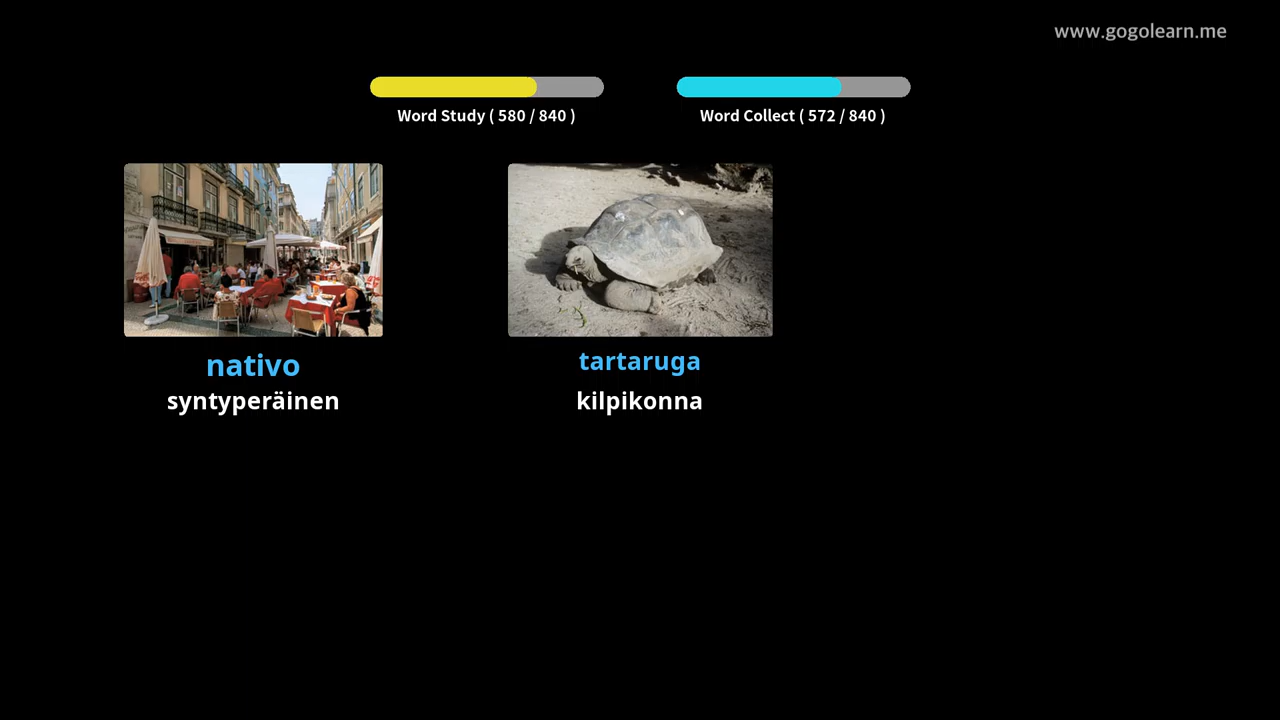 www.gogolearn.me
Word Study ( 580 / 840 )
Word Collect ( 572 / 840 )
nativo
syntyperäinen
tartaruga
kilpikonna